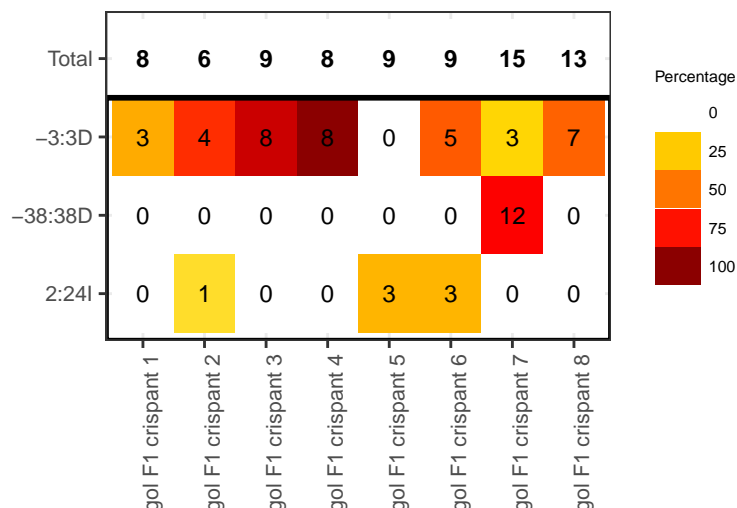 Total 8 6 9 8 9 9 15 13
−3:3D 3 4 8 8 0 5 3 7
−38:38D 0 0 0 0 0 0 12 0
2:24I 0 1 0 0 3 3 0 0
gol F1 crispant 1
gol F1 crispant 2
gol F1 crispant 3
gol F1 crispant 4
gol F1 crispant 5
gol F1 crispant 6
gol F1 crispant 7
gol F1 crispant 8
Percentage
0
25
50
75
100